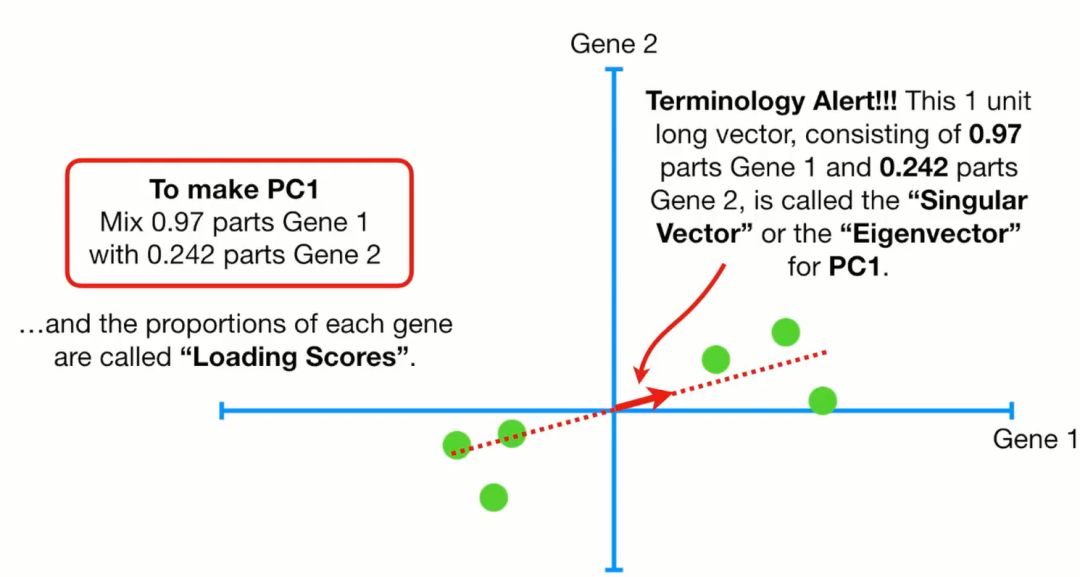 Gene 2
Terminology Alert!!! This 1 unit
long vector, consisting of 0.97
parts Gene 1 and 0.242 parts
Gene 2, is called the “Singular
Vector” or the “Eigenvector”
for PC1.
To make PC1
Mix 0.97 parts Gene 1
with 0.242 parts Gene 2
…and the proportions of each gene
are called “Loading Scores”.
Gene 1